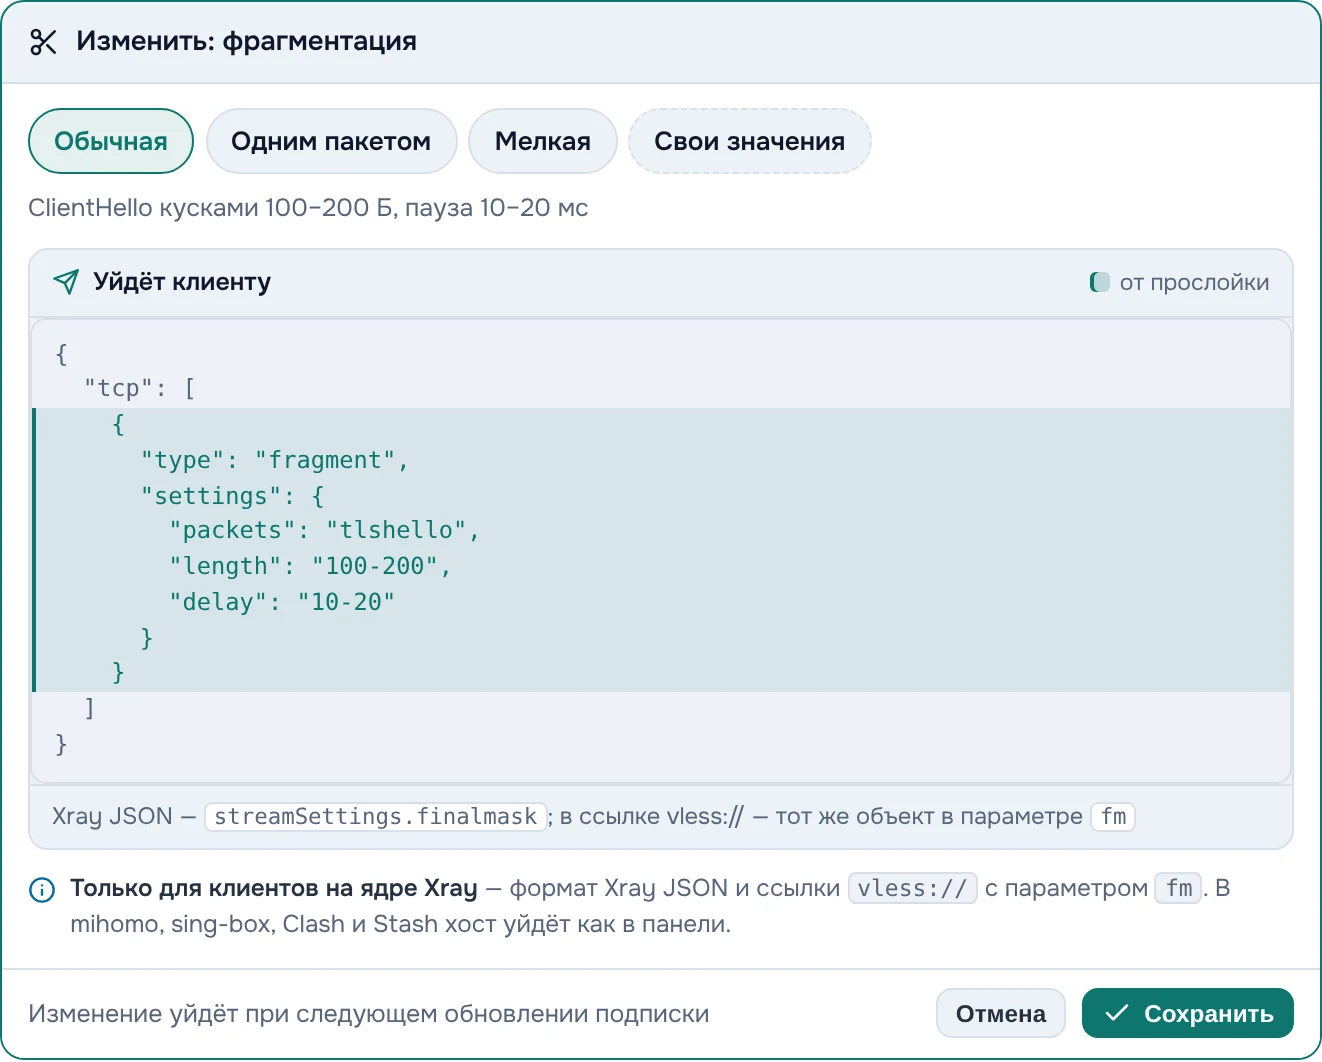 Изменить: фрагментация
Обычная Одним пакетом Мелкая Свои значения
ClientHello кусками 100–200 Б, пауза 10–20 мс
Уйдёт клиенту от прослойки
{
  "tcp": [
    {
      "type": "fragment",
      "settings": {
        "packets": "tlshello",
        "length": "100-200",
        "delay": "10-20"
      }
    }
  ]
}
Xray JSON — streamSettings.finalmask; в ссылке vless:// — тот же объект в параметре fm
Только для клиентов на ядре Xray — формат Xray JSON и ссылки vless:// с параметром fm. В
mihomo, sing-box, Clash и Stash хост уйдёт как в панели.
Изменение уйдёт при следующем обновлении подписки Отмена Сохранить